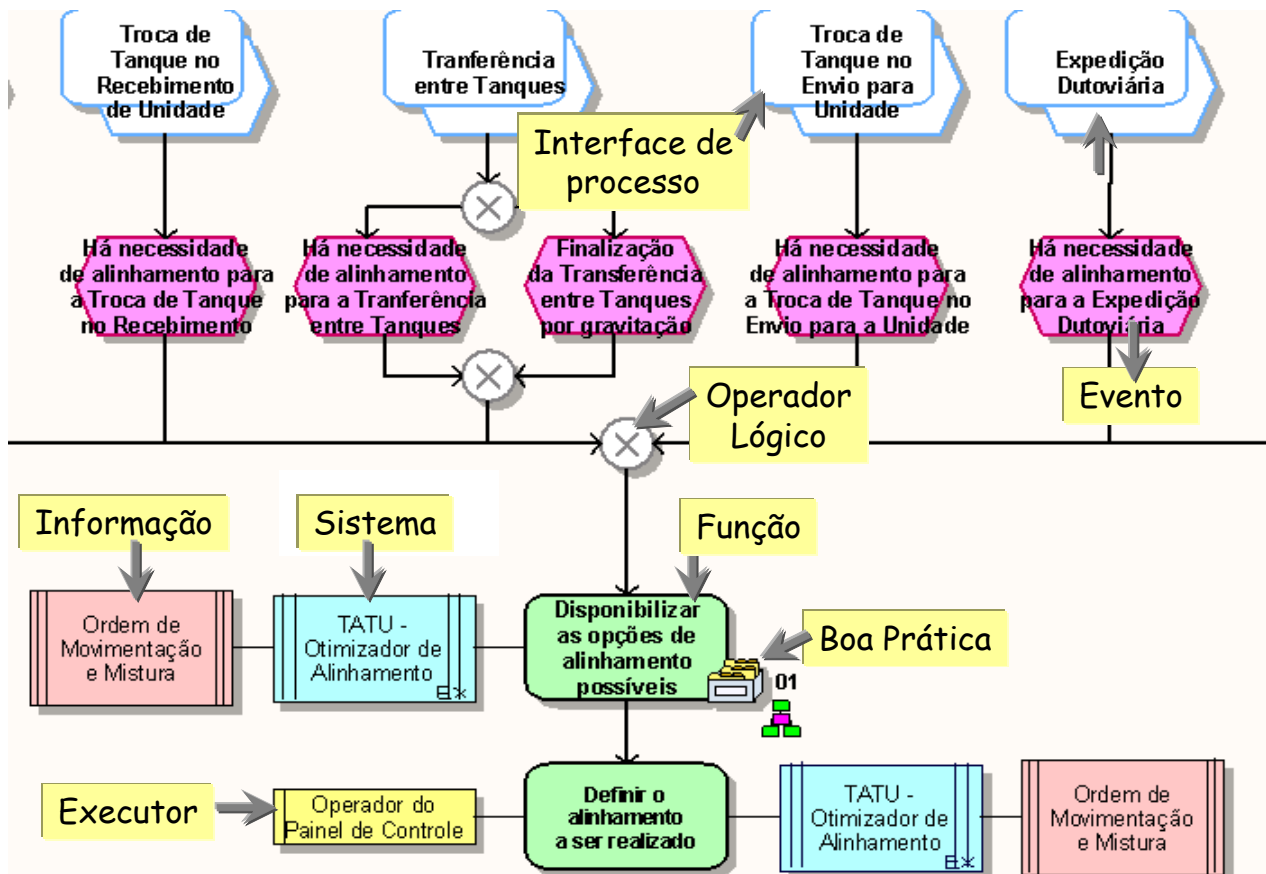 Troca de
Tanque no
Recebimento
de Unidade
Tranferência
entre Tanques
Troca de
Tanque no
Envio para
Unidade
Expedição
Dutoviária
Interface de
processo
Há necessidade
de alinhamento para
a Troca de Tanque
no Recebimento
Há necessidade
de alinhamento
para a Tranferência
entre Tanques
Finalização
da Transferência
entre Tanques
por gravitação
Há necessidade
de alinhamento para
a Troca de Tanque no
Envio para a Unidade
Há necessidade
de alinhamento
para a Expedição
Dutoviária
Operador
Lógico
Evento
Informação
Sistema
Função
Ordem de
Movimentação
e Mistura
TATU -
Otimizador de
Alinhamento
Disponibilizar
as opções de
alinhamento
possíveis
Boa Prática
01
Executor
Operador do
Painel de Controle
Definir o
alinhamento
a ser realizado
TATU -
Otimizador de
Alinhamento
Ordem de
Movimentação
e Mistura